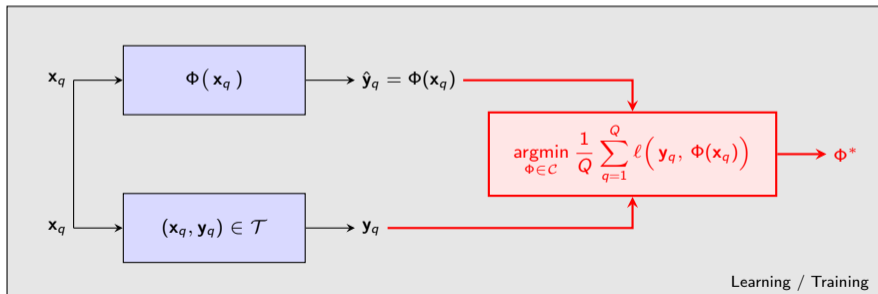 x_q
Φ( x_q )
ŷ_q = Φ(x_q)
argmin_{Φ∈𝒞} 1/Q ∑_{q=1}^{Q} ℓ( y_q, Φ(x_q) )
Φ*
x_q
(x_q, y_q) ∈ 𝒯
y_q
Learning / Training